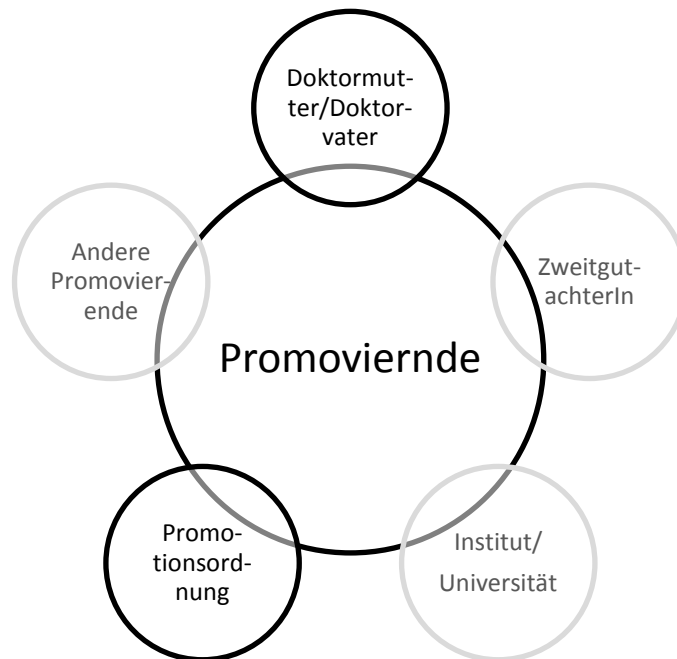 Doktormut-
ter/Doktor-
vater
Andere
Promovier-
ende
Zweitgut-
achterIn
Promoviernde
Promo-
tionsord-
nung
Institut/
Universität